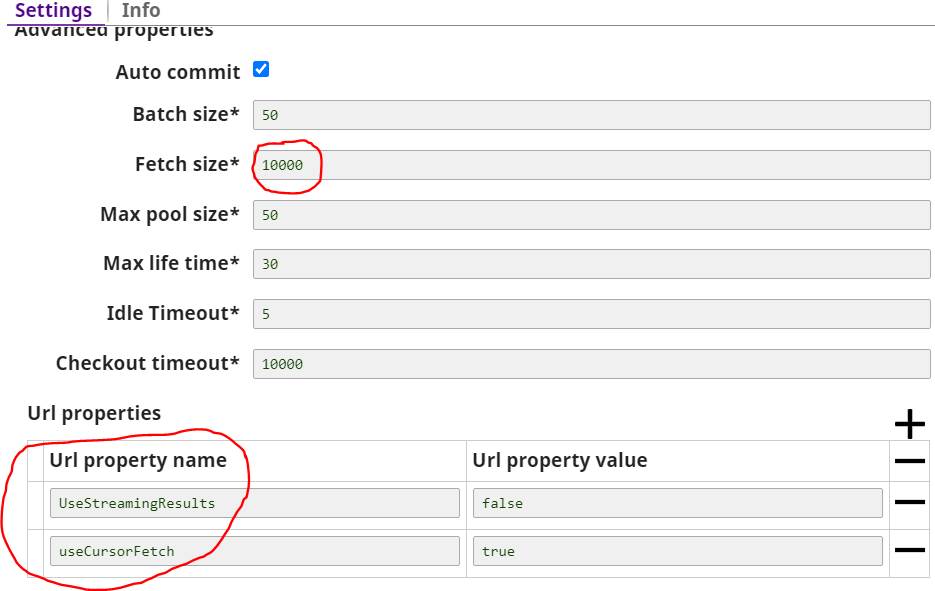 Settings Info
Advanced properties
Auto commit
Batch size* 50
Fetch size* 10000
Max pool size* 50
Max life time* 30
Idle Timeout* 5
Checkout timeout* 10000
Url properties
Url property name Url property value
UseStreamingResults false
useCursorFetch true